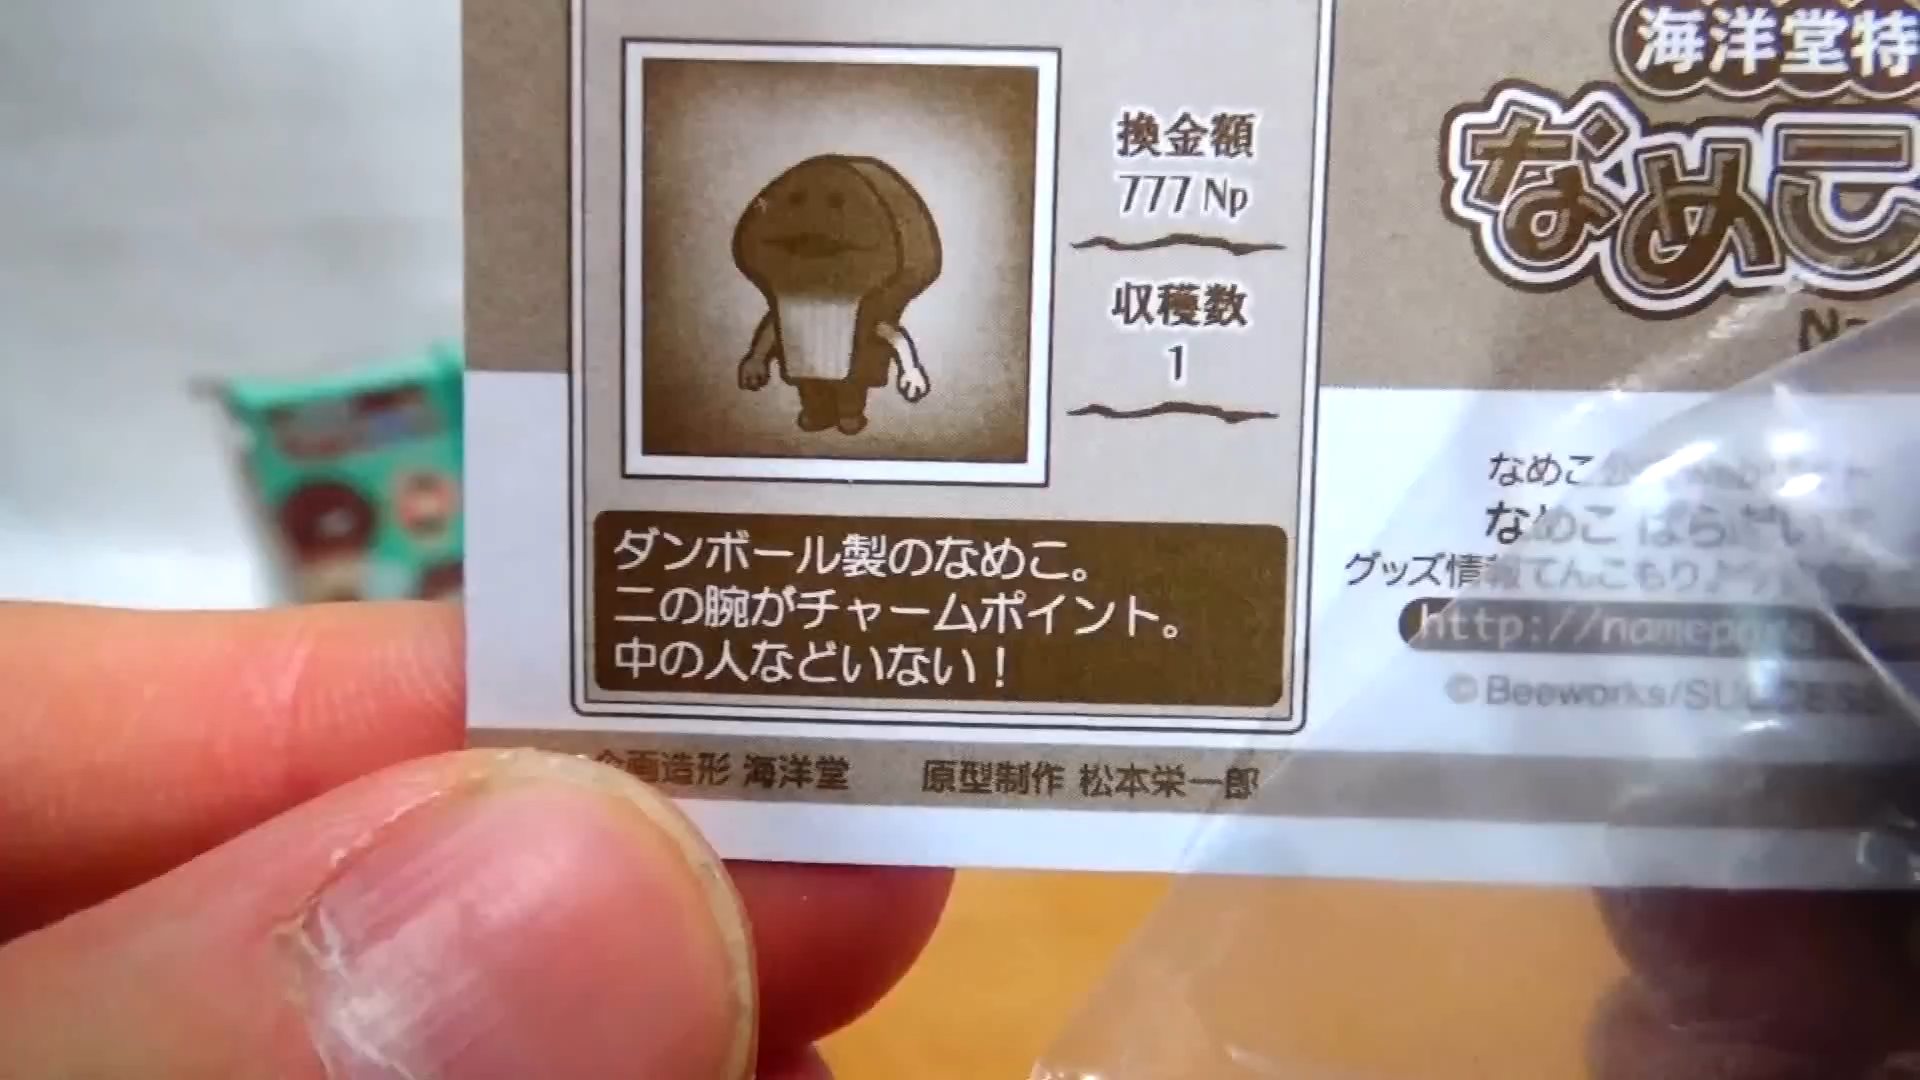 換金額
777 Np
収穫数
1
ダンボール製のなめこ。
二の腕がチャームポイント。
中の人などいない！
企画造形 海洋堂　原型制作 松本栄一郎
海洋堂特
なめこ
なめこ
なめこ ぱらだいす
グッズ情報てんこもり♪
http://namepara
©Beeworks/SUCCESS